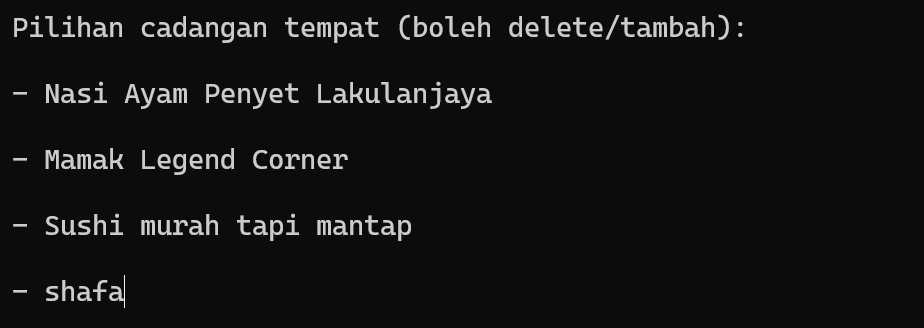 Pilihan cadangan tempat (boleh delete/tambah):
- Nasi Ayam Penyet Lakulanjaya
- Mamak Legend Corner
- Sushi murah tapi mantap
- shafa